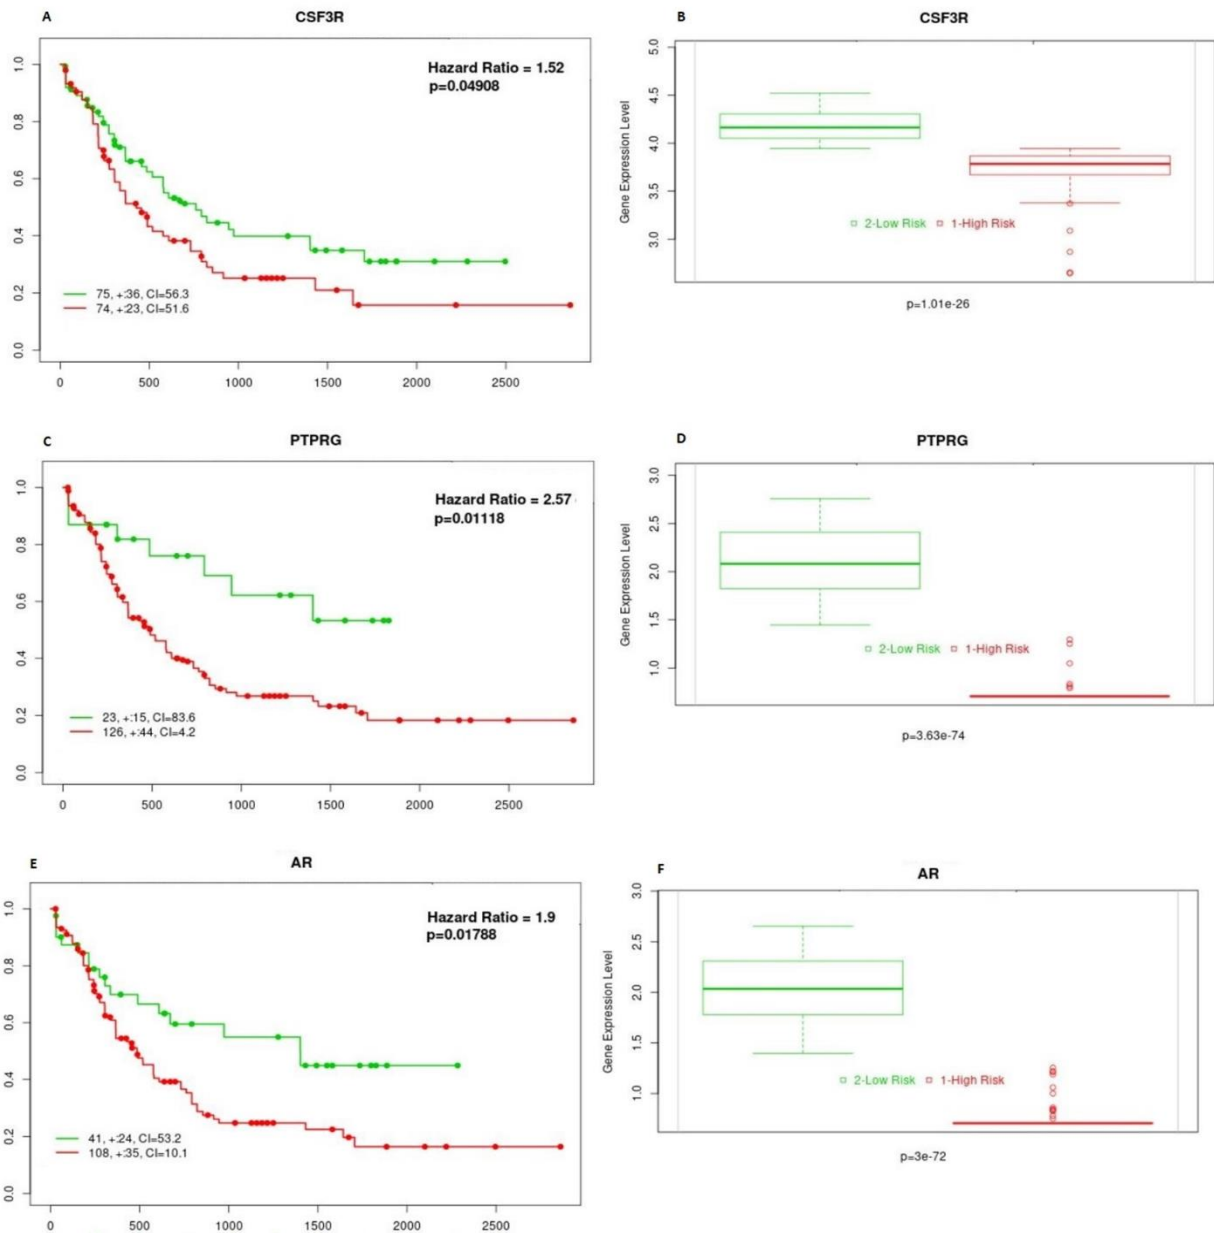 A
CSF3R
Hazard Ratio = 1.52
p=0.04908
1.0
0.8
0.6
0.4
0.2
0.0
75, +:36, CI=56.3
74, +:23, CI=51.6
0 500 1000 1500 2000 2500
B
CSF3R
Gene Expression Level
5.0
4.5
4.0
3.5
3.0
2-Low Risk 1-High Risk
p=1.01e-26
C
PTPRG
Hazard Ratio = 2.57
p=0.01118
1.0
0.8
0.6
0.4
0.2
0.0
23, +:15, CI=83.6
126, +:44, CI=4.2
0 500 1000 1500 2000 2500
D
PTPRG
Gene Expression Level
3.0
2.5
2.0
1.5
1.0
2-Low Risk 1-High Risk
p=3.63e-74
E
AR
Hazard Ratio = 1.9
p=0.01788
1.0
0.8
0.6
0.4
0.2
0.0
41, +:24, CI=53.2
108, +:35, CI=10.1
0 500 1000 1500 2000 2500
F
AR
Gene Expression Level
3.0
2.5
2.0
1.5
1.0
2-Low Risk 1-High Risk
p=3e-72